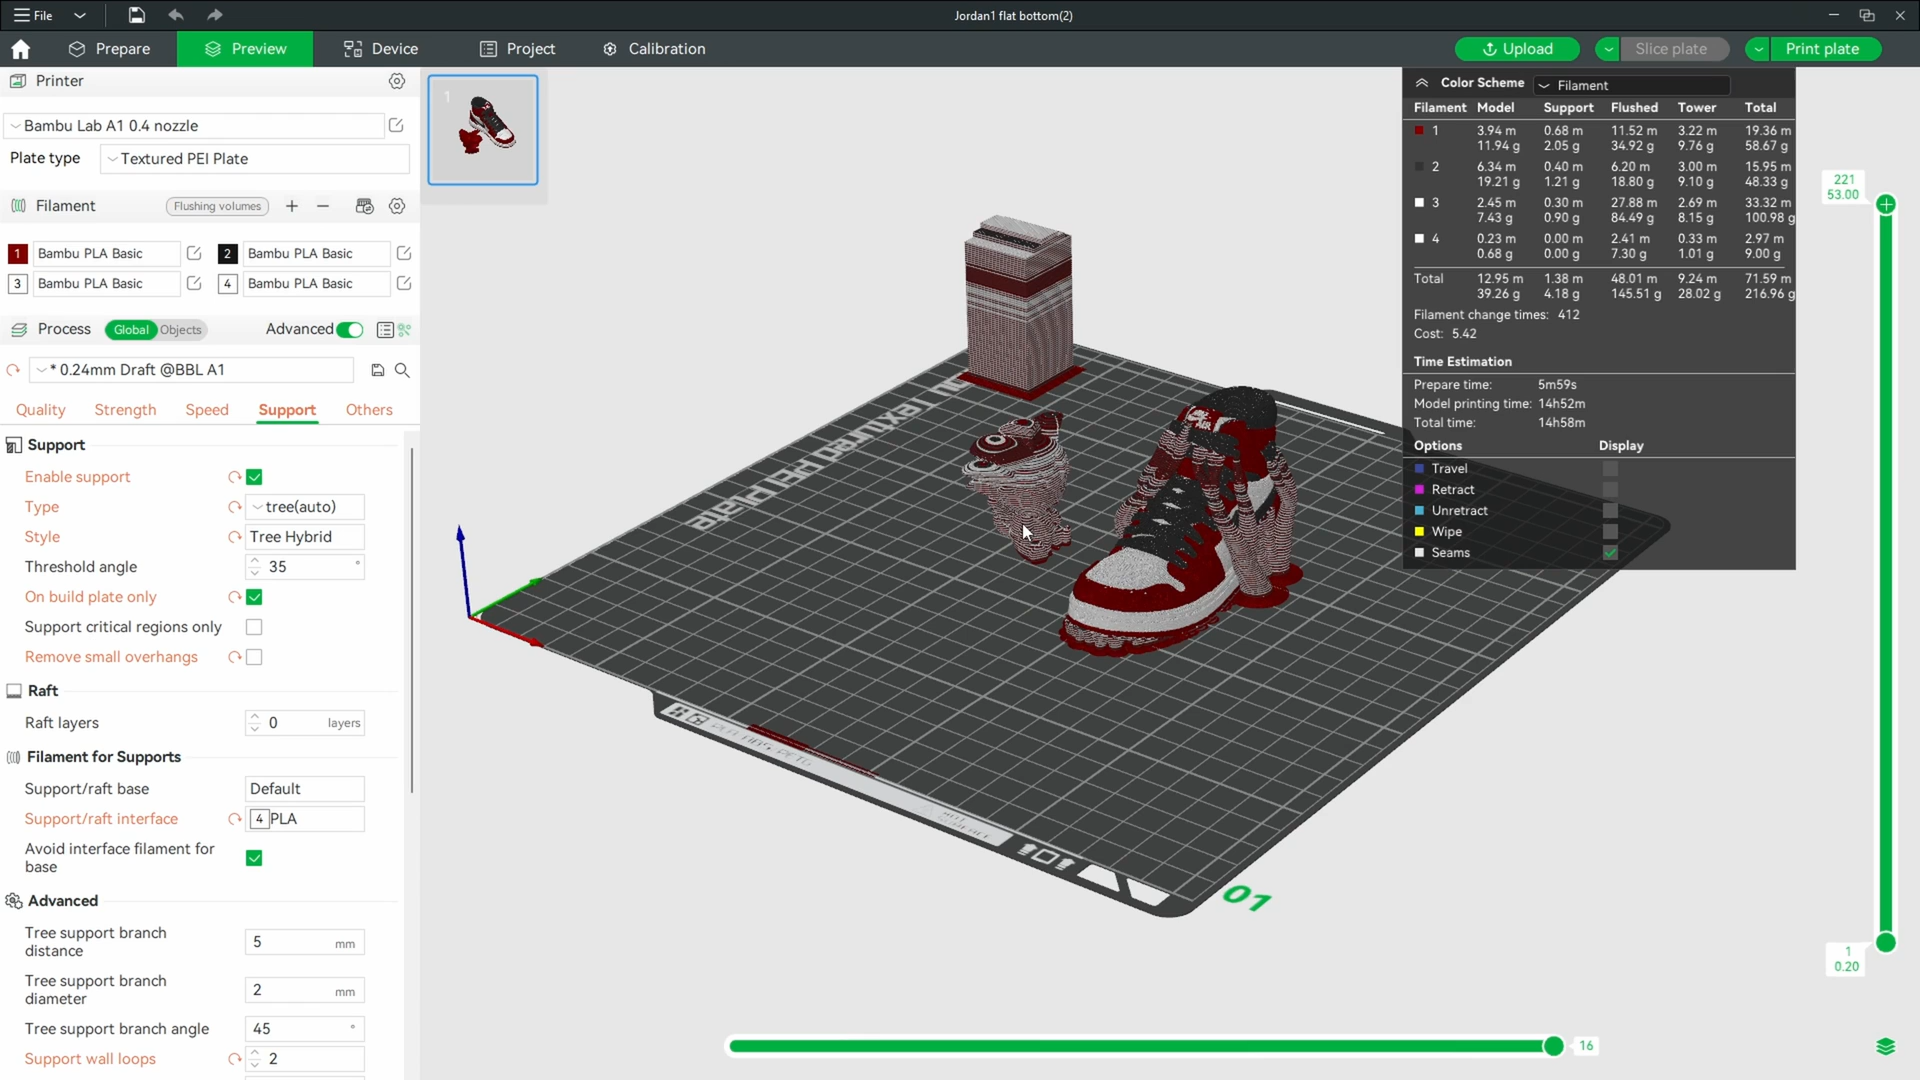 File
Jordan1 flat bottom(2)
Prepare
Preview
Device
Project
Calibration
Upload
Slice plate
Print plate
Printer
Bambu Lab A1 0.4 nozzle
Plate type
Textured PEI Plate
Filament
Flushing volumes
1 Bambu PLA Basic
2 Bambu PLA Basic
3 Bambu PLA Basic
4 Bambu PLA Basic
Process
Global
Objects
Advanced
* 0.24mm Draft @BBL A1
Quality
Strength
Speed
Support
Others
Support
Enable support
Type tree(auto)
Style Tree Hybrid
Threshold angle 35 °
On build plate only
Support critical regions only
Remove small overhangs
Raft
Raft layers 0 layers
Filament for Supports
Support/raft base Default
Support/raft interface 4 PLA
Avoid interface filament for
base
Advanced
Tree support branch
distance
5 mm
Tree support branch
diameter
2 mm
Tree support branch angle 45 °
Support wall loops 2
1
Textured PEI Plate
01
Color Scheme Filament
Filament Model Support Flushed Tower Total
1 3.94 m 0.68 m 11.52 m 3.22 m 19.36 m
11.94 g 2.05 g 34.92 g 9.76 g 58.67 g
2 6.34 m 0.40 m 6.20 m 3.00 m 15.95 m
19.21 g 1.21 g 18.80 g 9.10 g 48.33 g
3 2.45 m 0.30 m 27.88 m 2.69 m 33.32 m
7.43 g 0.90 g 84.49 g 8.15 g 100.98 g
4 0.23 m 0.00 m 2.41 m 0.33 m 2.97 m
0.68 g 0.00 g 7.30 g 1.01 g 9.00 g
Total 12.95 m 1.38 m 48.01 m 9.24 m 71.59 m
39.26 g 4.18 g 145.51 g 28.02 g 216.96 g
Filament change times: 412
Cost: 5.42
Time Estimation
Prepare time: 5m59s
Model printing time: 14h52m
Total time: 14h58m
Options Display
Travel
Retract
Unretract
Wipe
Seams
221
53.00
1
0.20
16